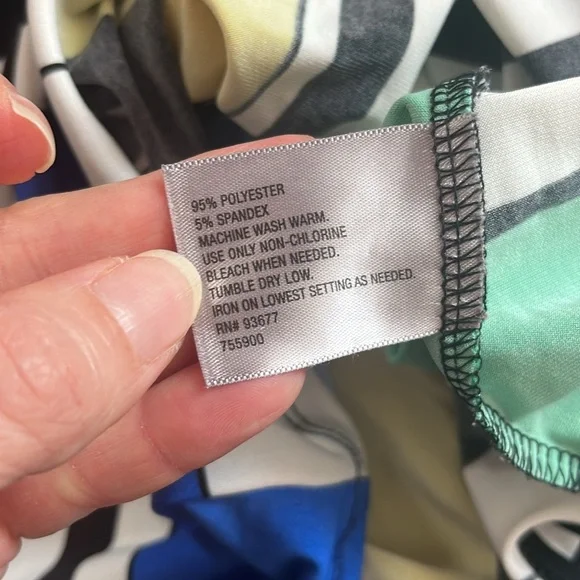 95% POLYESTER
5% SPANDEX
MACHINE WASH WARM.
USE ONLY NON-CHLORINE
BLEACH WHEN NEEDED.
TUMBLE DRY LOW.
IRON ON LOWEST SETTING AS NEEDED.
RN# 93677
755900